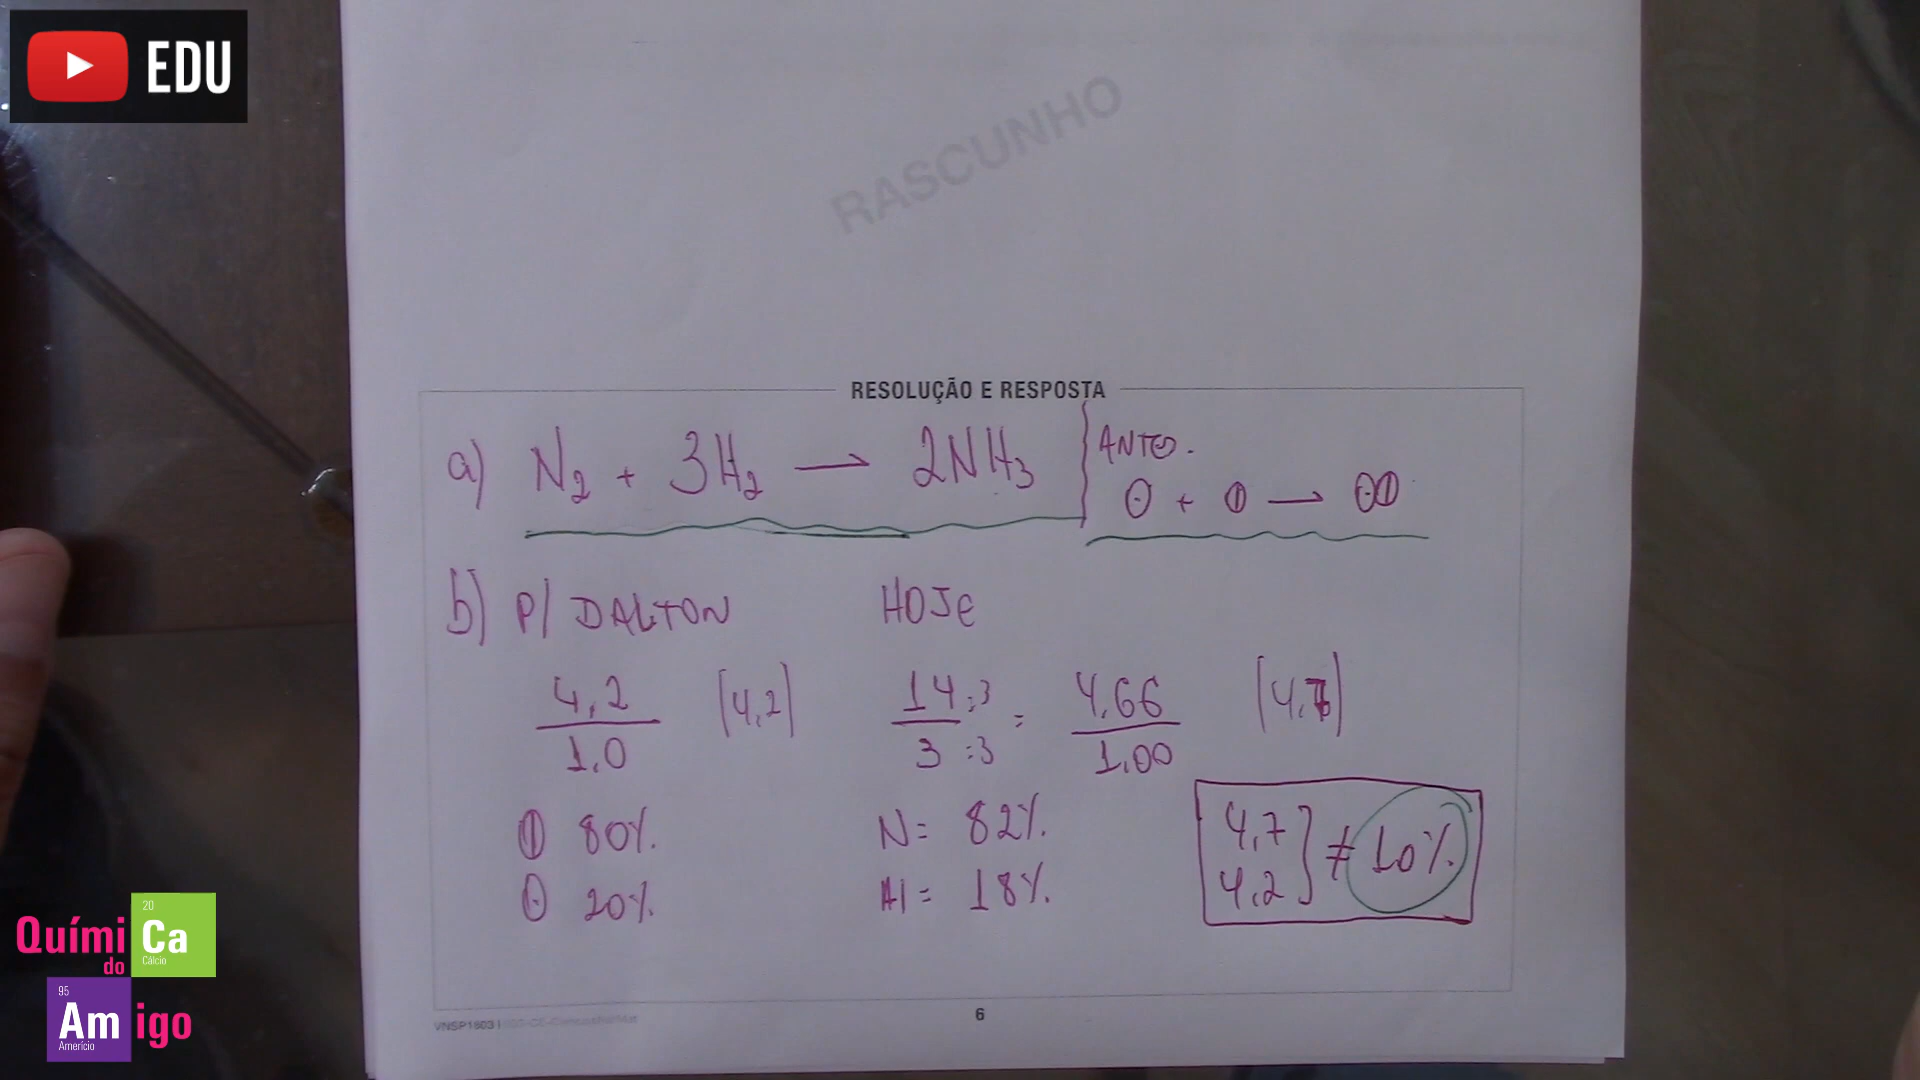 EDU
RASCUNHO
RESOLUÇÃO E RESPOSTA
a) N₂ + 3H₂ → 2NH₃
ANTES.
⊙ + ⦶ → ⊙⦶
b) P/ DALTON HOJE
4,2/1,0 (4,2) 14:3/3:3 = 4,66/1,00 (4,7)
⦶ 80% N = 82%
⊙ 20% H = 18%
4,7
4,2 } ≠ 10%
6
VNSP1803 |
20
Quími Ca
Cálcio
do
95
Am igo
Amerício